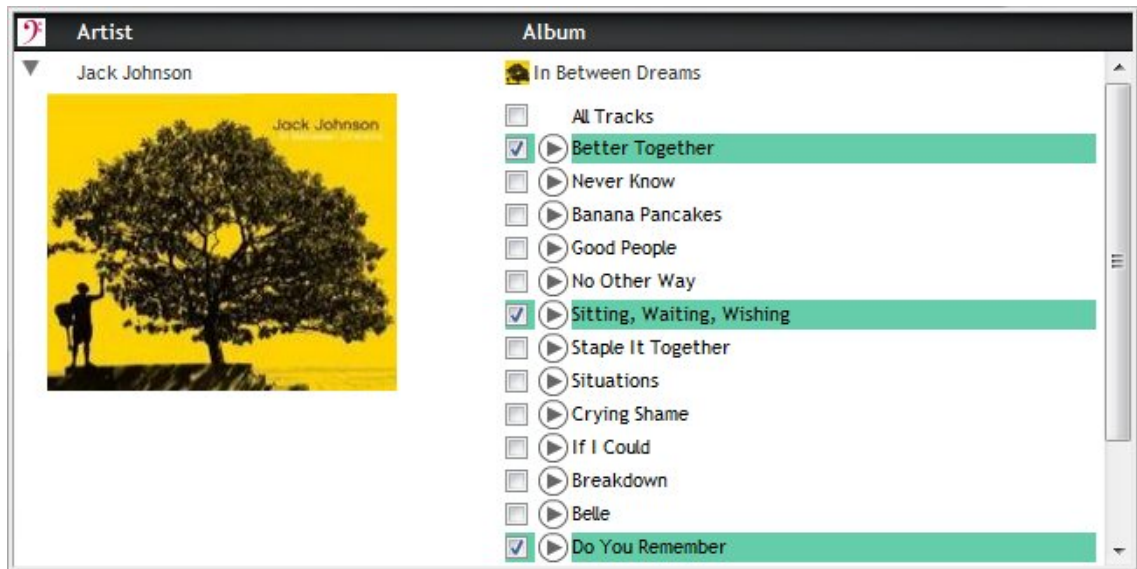 Artist Album
Jack Johnson In Between Dreams
Jack Johnson
All Tracks
Better Together
Never Know
Banana Pancakes
Good People
No Other Way
Sitting, Waiting, Wishing
Staple It Together
Situations
Crying Shame
If I Could
Breakdown
Belle
Do You Remember